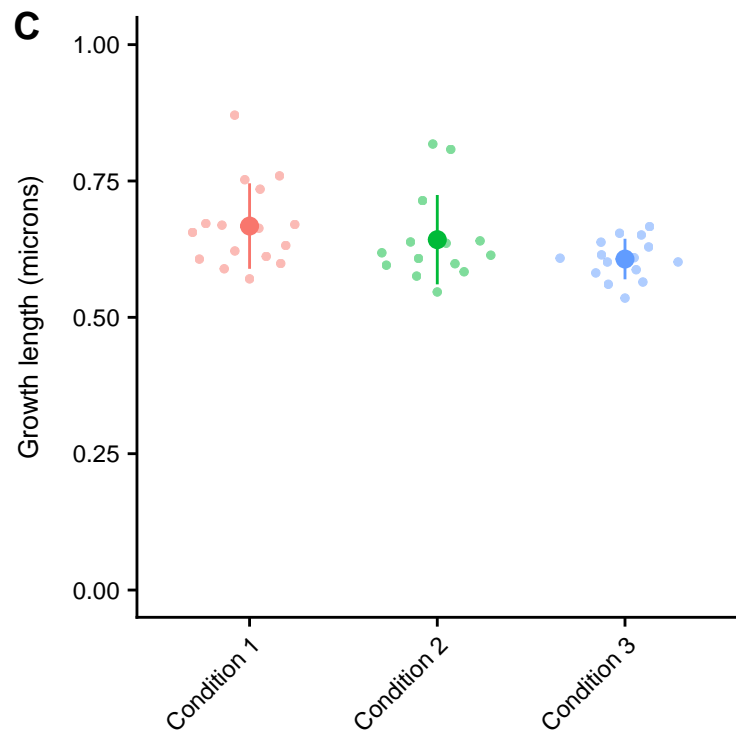 C
1.00
0.75
0.50
0.25
0.00
Growth length (microns)
Condition 1
Condition 2
Condition 3